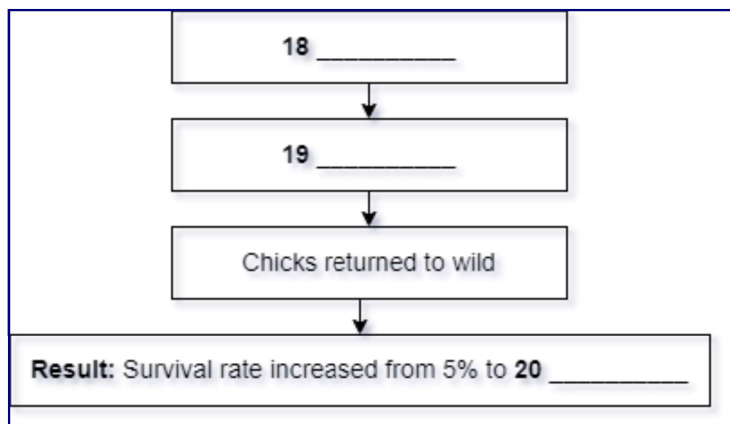 18 __________
19 __________
Chicks returned to wild
Result: Survival rate increased from 5% to 20 __________